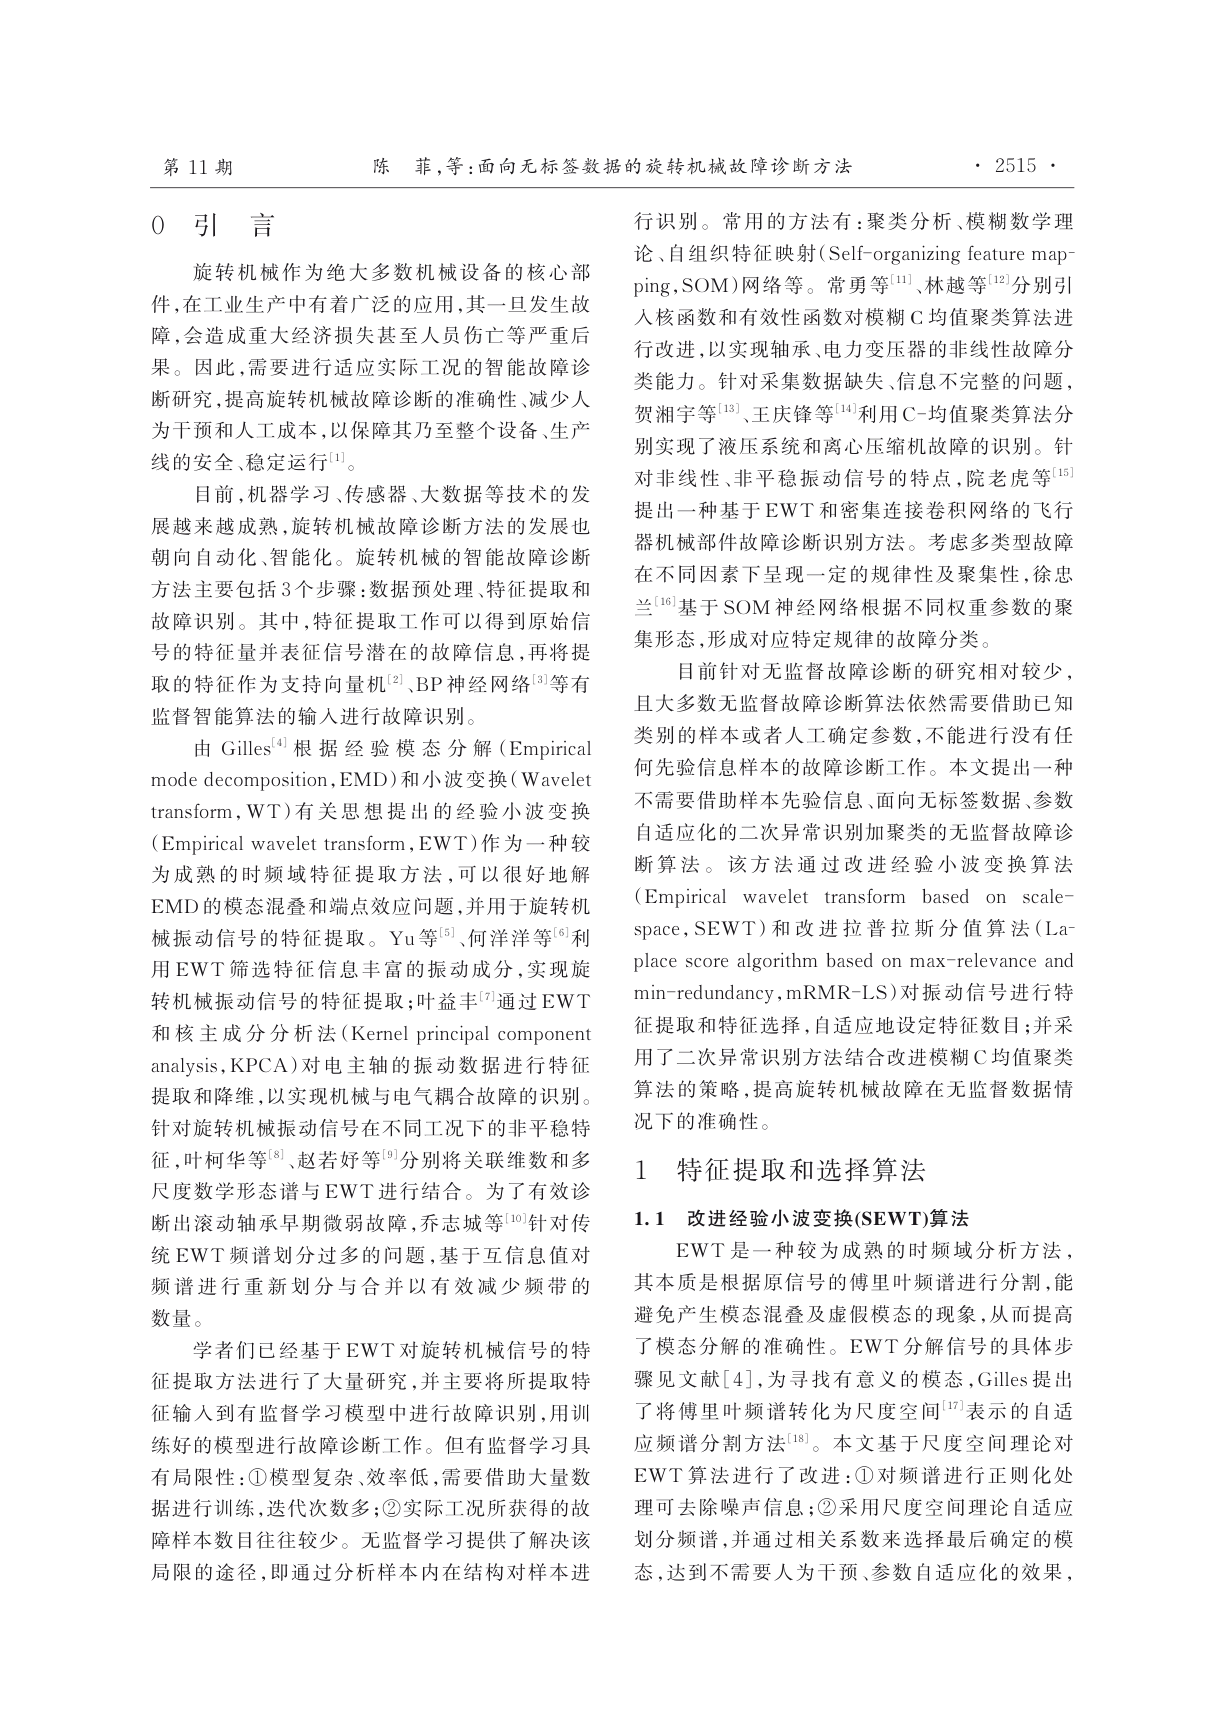 第 11 期
陈　菲,等:面向无标签数据的旋转机械故障诊断方法
· 2515 ·
0　引　言
旋转机械作为绝大多数机械设备的核心部
件,在工业生产中有着广泛的应用,其一旦发生故
障,会造成重大经济损失甚至人员伤亡等严重后
果。因此,需要进行适应实际工况的智能故障诊
断研究,提高旋转机械故障诊断的准确性、减少人
为干预和人工成本,以保障其乃至整个设备、生产
线的安全、稳定运行[1]。
目前,机器学习、传感器、大数据等技术的发
展越来越成熟,旋转机械故障诊断方法的发展也
朝向自动化、智能化。旋转机械的智能故障诊断
方法主要包括3个步骤:数据预处理、特征提取和
故障识别。其中,特征提取工作可以得到原始信
号的特征量并表征信号潜在的故障信息,再将提
取的特征作为支持向量机[2]、BP神经网络[3]等有
监督智能算法的输入进行故障识别。
由 Gilles[4]根据经验模态分解(Empirical
mode decomposition,EMD)和小波变换(Wavelet
transform,WT)有关思想提出的经验小波变换
(Empirical wavelet transform,EWT)作为一种较
为成熟的时频域特征提取方法,可以很好地解
EMD的模态混叠和端点效应问题,并用于旋转机
械振动信号的特征提取。Yu等[5]、何洋洋等[6]利
用EWT筛选特征信息丰富的振动成分,实现旋
转机械振动信号的特征提取;叶益丰[7]通过EWT
和核主成分分析法(Kernel principal component
analysis,KPCA)对电主轴的振动数据进行特征
提取和降维,以实现机械与电气耦合故障的识别。
针对旋转机械振动信号在不同工况下的非平稳特
征,叶柯华等[8]、赵若妤等[9]分别将关联维数和多
尺度数学形态谱与EWT进行结合。为了有效诊
断出滚动轴承早期微弱故障,乔志城等[10]针对传
统EWT频谱划分过多的问题,基于互信息值对
频谱进行重新划分与合并以有效减少频带的
数量。
学者们已经基于EWT对旋转机械信号的特
征提取方法进行了大量研究,并主要将所提取特
征输入到有监督学习模型中进行故障识别,用训
练好的模型进行故障诊断工作。但有监督学习具
有局限性:①模型复杂、效率低,需要借助大量数
据进行训练,迭代次数多;②实际工况所获得的故
障样本数目往往较少。无监督学习提供了解决该
局限的途径,即通过分析样本内在结构对样本进
行识别。常用的方法有:聚类分析、模糊数学理
论、自组织特征映射(Self-organizing feature map-
ping,SOM)网络等。常勇等[11]、林越等[12]分别引
入核函数和有效性函数对模糊C均值聚类算法进
行改进,以实现轴承、电力变压器的非线性故障分
类能力。针对采集数据缺失、信息不完整的问题,
贺湘宇等[13]、王庆锋等[14]利用C-均值聚类算法分
别实现了液压系统和离心压缩机故障的识别。针
对非线性、非平稳振动信号的特点,院老虎等[15]
提出一种基于EWT和密集连接卷积网络的飞行
器机械部件故障诊断识别方法。考虑多类型故障
在不同因素下呈现一定的规律性及聚集性,徐忠
兰[16]基于SOM神经网络根据不同权重参数的聚
集形态,形成对应特定规律的故障分类。
目前针对无监督故障诊断的研究相对较少,
且大多数无监督故障诊断算法依然需要借助已知
类别的样本或者人工确定参数,不能进行没有任
何先验信息样本的故障诊断工作。本文提出一种
不需要借助样本先验信息、面向无标签数据、参数
自适应化的二次异常识别加聚类的无监督故障诊
断算法。该方法通过改进经验小波变换算法
(Empirical wavelet transform based on scale-
space,SEWT)和改进拉普拉斯分值算法(La-
place score algorithm based on max-relevance and
min-redundancy,mRMR-LS)对振动信号进行特
征提取和特征选择,自适应地设定特征数目;并采
用了二次异常识别方法结合改进模糊C均值聚类
算法的策略,提高旋转机械故障在无监督数据情
况下的准确性。
1　特征提取和选择算法
1.1　改进经验小波变换(SEWT)算法
EWT是一种较为成熟的时频域分析方法,
其本质是根据原信号的傅里叶频谱进行分割,能
避免产生模态混叠及虚假模态的现象,从而提高
了模态分解的准确性。EWT分解信号的具体步
骤见文献[4],为寻找有意义的模态,Gilles提出
了将傅里叶频谱转化为尺度空间[17]表示的自适
应频谱分割方法[18]。本文基于尺度空间理论对
EWT算法进行了改进:①对频谱进行正则化处
理可去除噪声信息;②采用尺度空间理论自适应
划分频谱,并通过相关系数来选择最后确定的模
态,达到不需要人为干预、参数自适应化的效果,